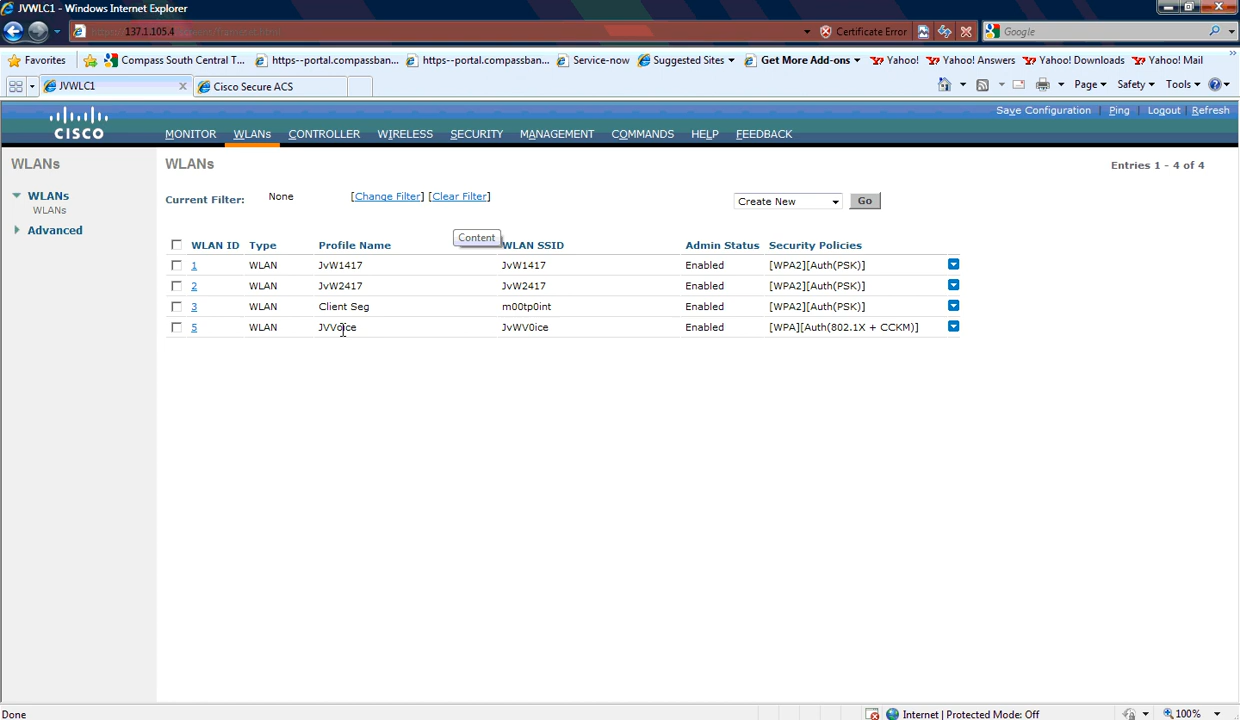 JVWLC1 - Windows Internet Explorer
137.1.105.4
Certificate Error
Google
Favorites
Compass South Central T...
https--portal.compassban...
https--portal.compassban...
Service-now
Suggested Sites
Get More Add-ons
Yahoo!
Yahoo! Answers
Yahoo! Downloads
Yahoo! Mail
JVWLC1
Cisco Secure ACS
Page
Safety
Tools
Save Configuration | Ping | Logout | Refresh
CISCO
MONITOR WLANs CONTROLLER WIRELESS SECURITY MANAGEMENT COMMANDS HELP FEEDBACK
WLANs
WLANs
WLANs
Advanced
WLANs
Entries 1 - 4 of 4
Current Filter: None [Change Filter] [Clear Filter]
Create New Go
Content
WLAN ID Type Profile Name WLAN SSID Admin Status Security Policies
1 WLAN JvW1417 JvW1417 Enabled [WPA2][Auth(PSK)]
2 WLAN JvW2417 JvW2417 Enabled [WPA2][Auth(PSK)]
3 WLAN Client Seg m00tp0int Enabled [WPA2][Auth(PSK)]
5 WLAN JVVoice JvWV0ice Enabled [WPA][Auth(802.1X + CCKM)]
Done
Internet | Protected Mode: Off
100%